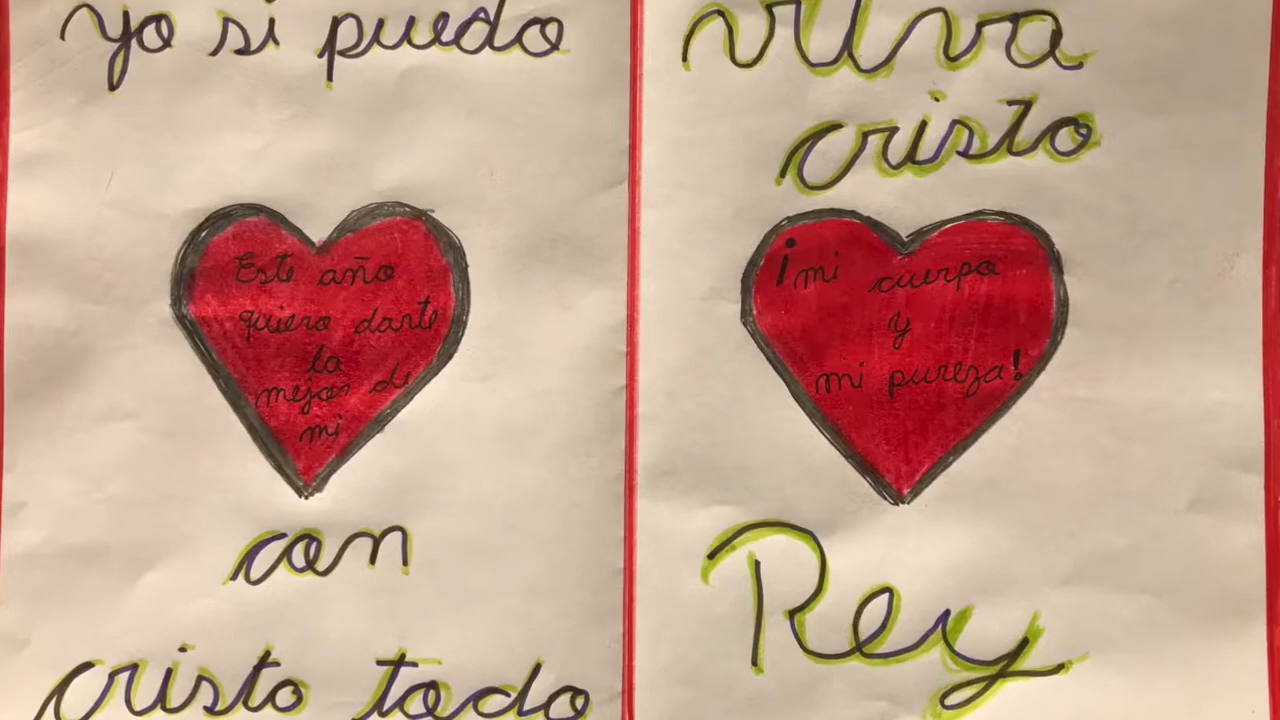 yo si puedo
Este año
quiero darte
la
mejor de
mi
con
cristo todo
viva
cristo
¡mi cuerpo
y
mi pureza!
Rey